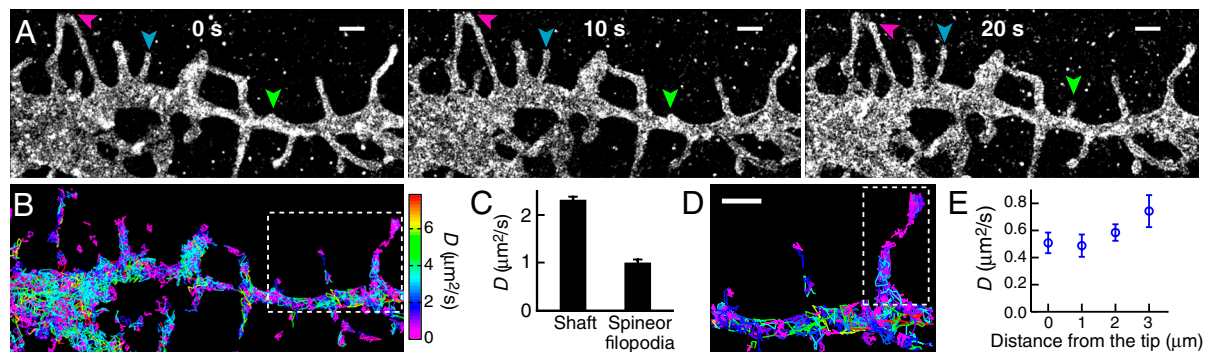 A 0 s 10 s 20 s
B
6
4
2
0
D (μm²/s)
C
2
1
0
D (μm²/s)
Shaft Spineor
filopodia
D
E
0.8
0.6
0.4
0.2
0.0
D (μm²/s)
0 1 2 3
Distance from the tip (μm)